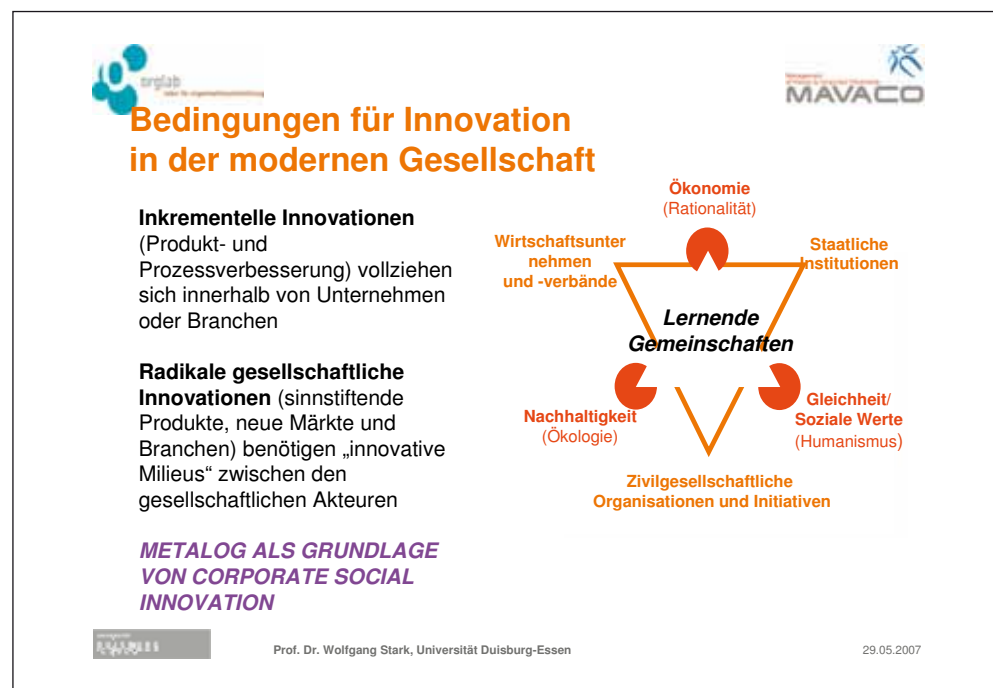 orglab
MAVACO
Bedingungen für Innovation
in der modernen Gesellschaft
Inkrementelle Innovationen
(Produkt- und
Prozessverbesserung) vollziehen
sich innerhalb von Unternehmen
oder Branchen
Radikale gesellschaftliche
Innovationen (sinnstiftende
Produkte, neue Märkte und
Branchen) benötigen „innovative
Milieus“ zwischen den
gesellschaftlichen Akteuren
METALOG ALS GRUNDLAGE
VON CORPORATE SOCIAL
INNOVATION
Ökonomie
(Rationalität)
Wirtschaftsunter
nehmen
und -verbände
Staatliche
Institutionen
Lernende
Gemeinschaften
Nachhaltigkeit
(Ökologie)
Gleichheit/
Soziale Werte
(Humanismus)
Zivilgesellschaftliche
Organisationen und Initiativen
Prof. Dr. Wolfgang Stark, Universität Duisburg-Essen
29.05.2007